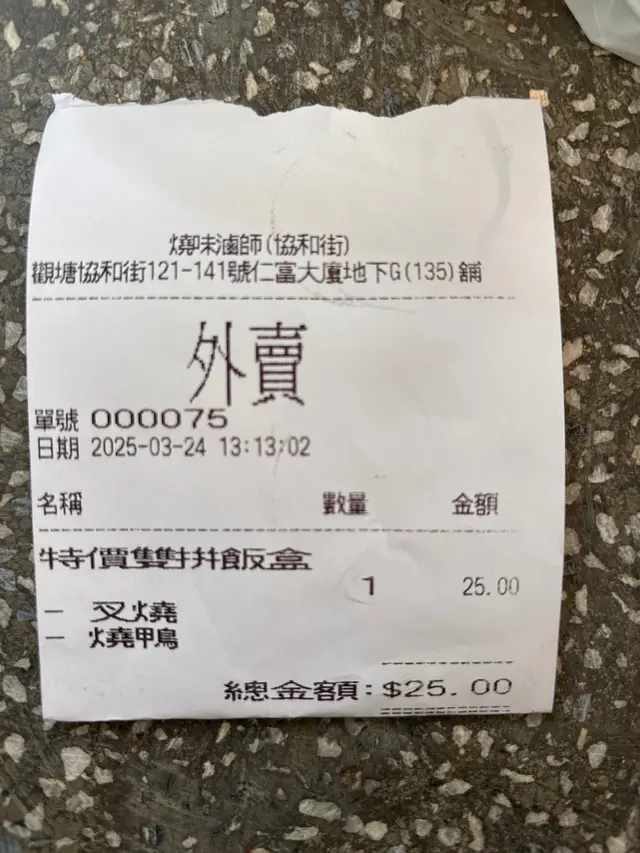 燒味滷師(協和街)
觀塘協和街121-141號仁富大廈地下G(135)舖
外賣
單號 000075
日期 2025-03-24 13:13:02
名稱 數量 金額
特價雙拼飯盒
1 25.00
— 叉燒
— 燒鴨
總金額:$25.00